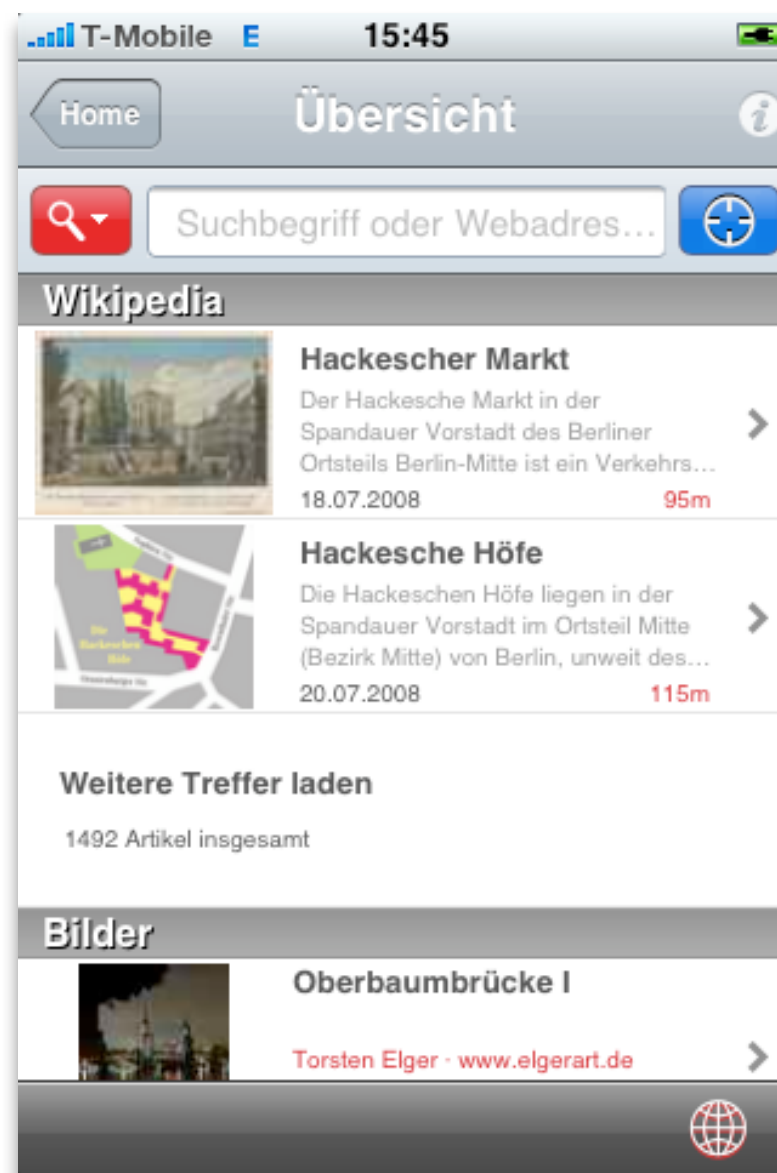 T-Mobile E 15:45
Home Übersicht i
Suchbegriff oder Webadres...
Wikipedia
Hackescher Markt
Der Hackesche Markt in der
Spandauer Vorstadt des Berliner
Ortsteils Berlin-Mitte ist ein Verkehrs...
18.07.2008 95m
Die
Hackeschen
Höfe
Hackesche Höfe
Die Hackeschen Höfe liegen in der
Spandauer Vorstadt im Ortsteil Mitte
(Bezirk Mitte) von Berlin, unweit des...
20.07.2008 115m
Weitere Treffer laden
1492 Artikel insgesamt
Bilder
Oberbaumbrücke I
Torsten Elger · www.elgerart.de